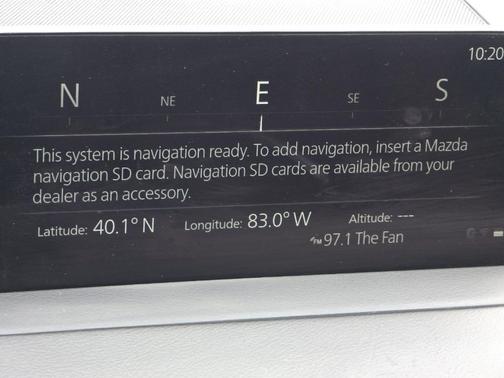 10:20
N NE E SE S
This system is navigation ready. To add navigation, insert a Mazda
navigation SD card. Navigation SD cards are available from your
dealer as an accessory.
Latitude: 40.1° N Longitude: 83.0° W Altitude: ---
FM 97.1 The Fan